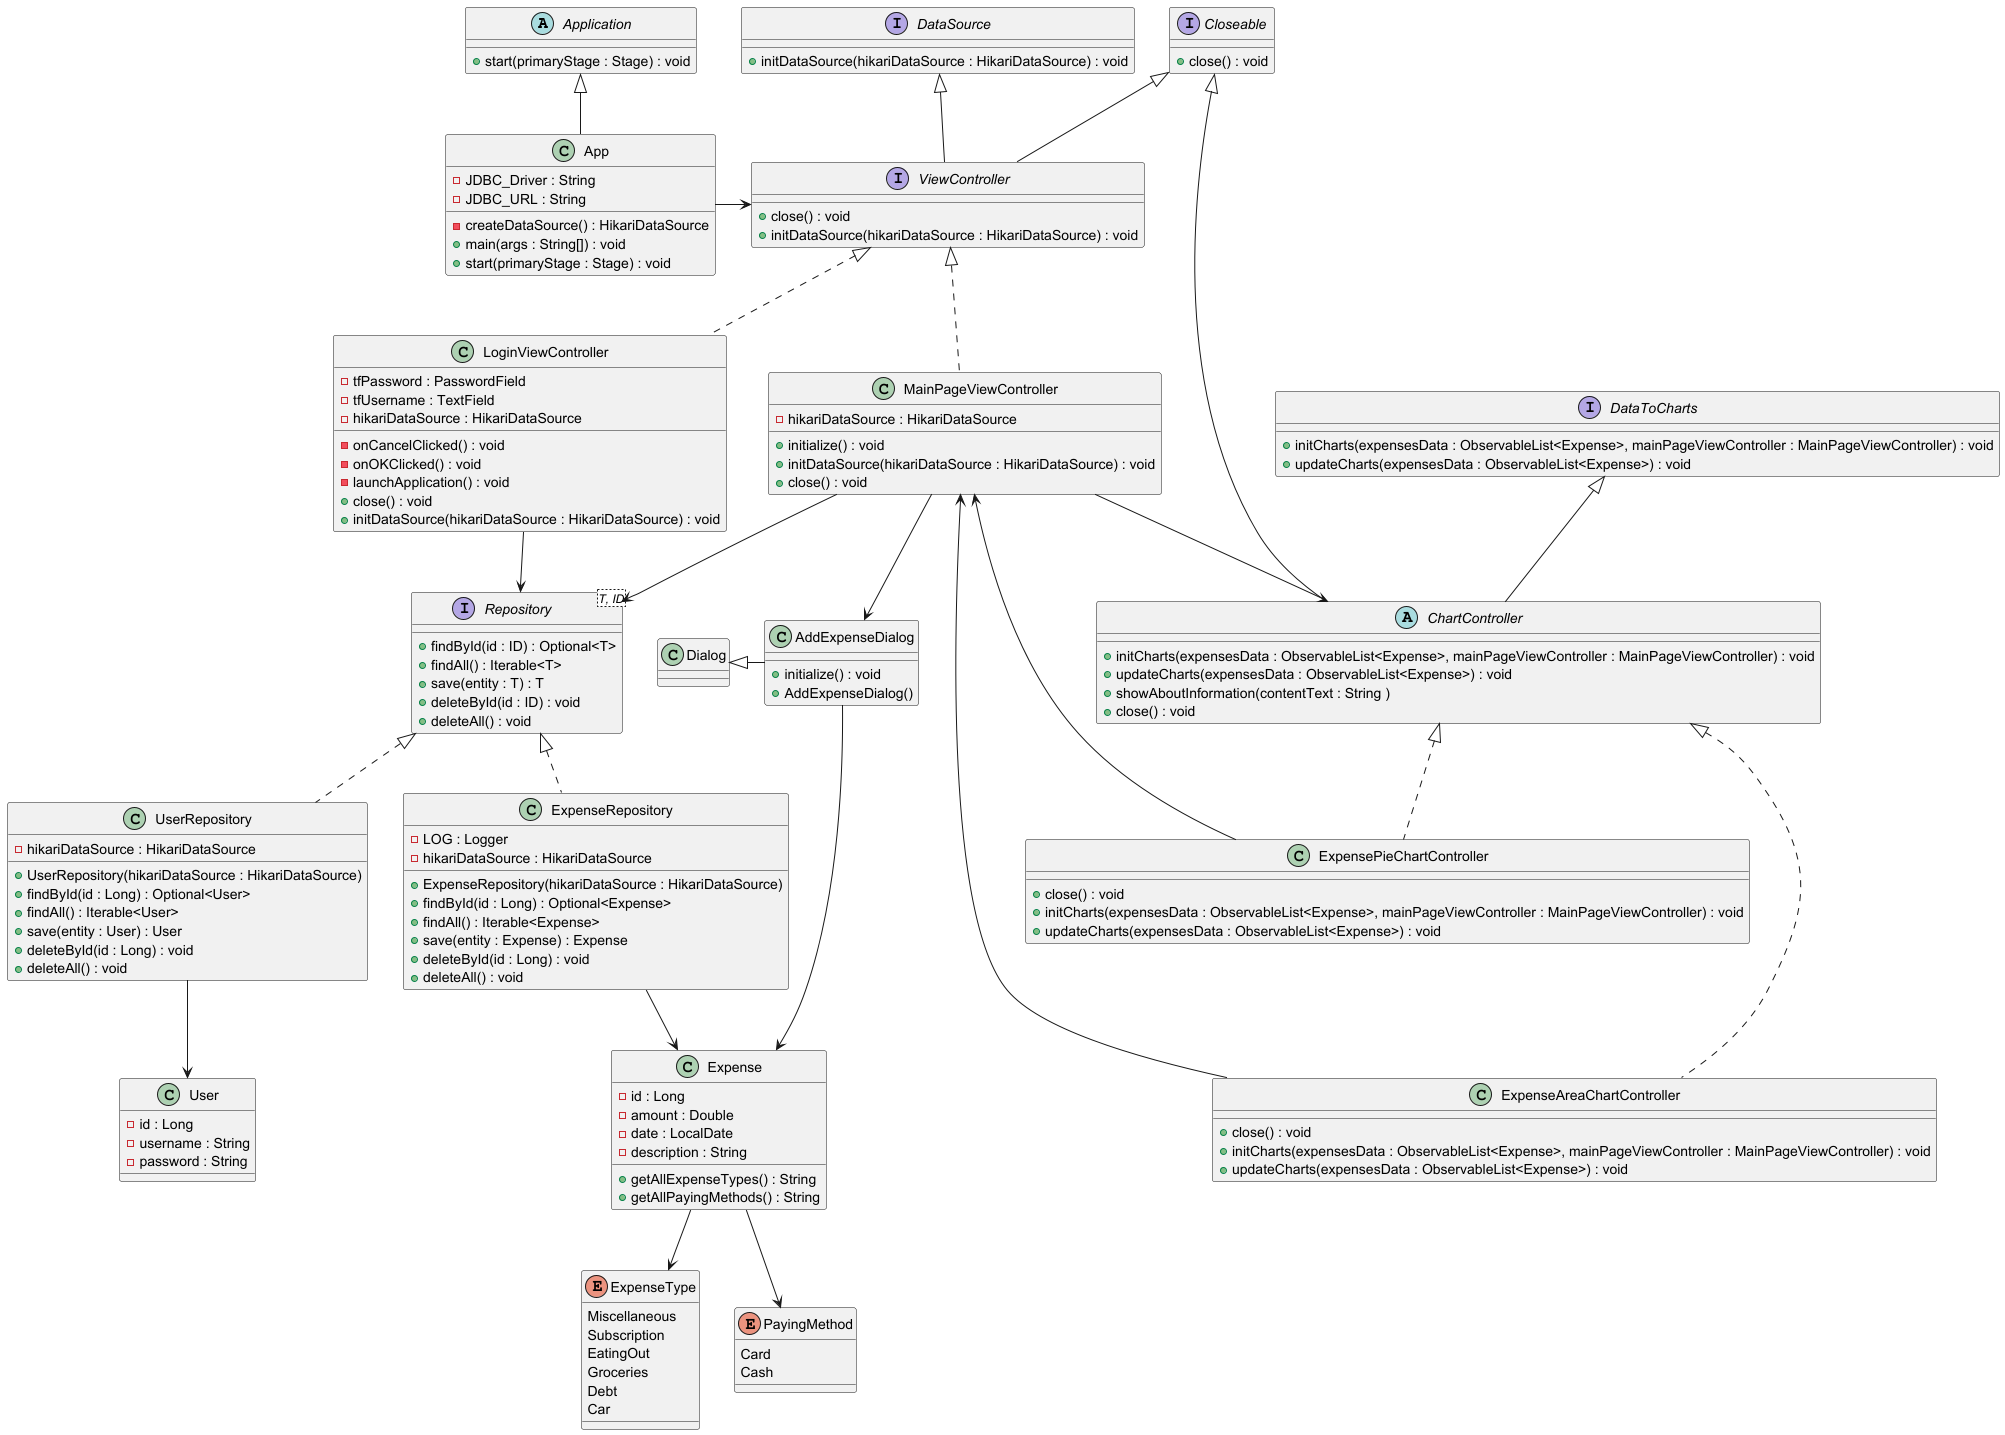 A Application
+start(primaryStage : Stage) : void
I DataSource
initDataSource(hikariDataSource : HikariDataSource) : void
I Closeable
close() : void
C App
JDBC_Driver : String
JDBC_URL : String
createDataSource() : HikariDataSource
main(args : String[]) : void
start(primaryStage : Stage) : void
I ViewController
close() : void
initDataSource(hikariDataSource : HikariDataSource) : void
C LoginViewController
tfPassword : PasswordField
tfUsername : TextField
hikariDataSource : HikariDataSource
onCancelClicked() : void
onOKClicked() : void
launchApplication() : void
close() : void
initDataSource(hikariDataSource : HikariDataSource) : void
C MainPageViewController
hikariDataSource : HikariDataSource
initialize() : void
initDataSource(hikariDataSource : HikariDataSource) : void
close() : void
I DataToCharts
initCharts(expensesData : ObservableList<Expense>, mainPageViewController : MainPageViewController) : void
updateCharts(expensesData : ObservableList<Expense>) : void
I Repository
T, ID
findById(id : ID) : Optional<T>
findAll() : Iterable<T>
save(entity : T) : T
deleteById(id : ID) : void
deleteAll() : void
C Dialog
C AddExpenseDialog
initialize() : void
AddExpenseDialog()
A ChartController
initCharts(expensesData : ObservableList<Expense>, mainPageViewController : MainPageViewController) : void
updateCharts(expensesData : ObservableList<Expense>) : void
showAboutInformation(contentText : String )
close() : void
C UserRepository
hikariDataSource : HikariDataSource
UserRepository(hikariDataSource : HikariDataSource)
findById(id : Long) : Optional<User>
findAll() : Iterable<User>
save(entity : User) : User
deleteById(id : Long) : void
deleteAll() : void
C ExpenseRepository
LOG : Logger
hikariDataSource : HikariDataSource
ExpenseRepository(hikariDataSource : HikariDataSource)
findById(id : Long) : Optional<Expense>
findAll() : Iterable<Expense>
save(entity : Expense) : Expense
deleteById(id : Long) : void
deleteAll() : void
C ExpensePieChartController
close() : void
initCharts(expensesData : ObservableList<Expense>, mainPageViewController : MainPageViewController) : void
updateCharts(expensesData : ObservableList<Expense>) : void
C User
id : Long
username : String
password : String
C Expense
id : Long
amount : Double
date : LocalDate
description : String
getAllExpenseTypes() : String
getAllPayingMethods() : String
C ExpenseAreaChartController
close() : void
initCharts(expensesData : ObservableList<Expense>, mainPageViewController : MainPageViewController) : void
updateCharts(expensesData : ObservableList<Expense>) : void
E ExpenseType
Miscellaneous
Subscription
EatingOut
Groceries
Debt
Car
E PayingMethod
Card
Cash